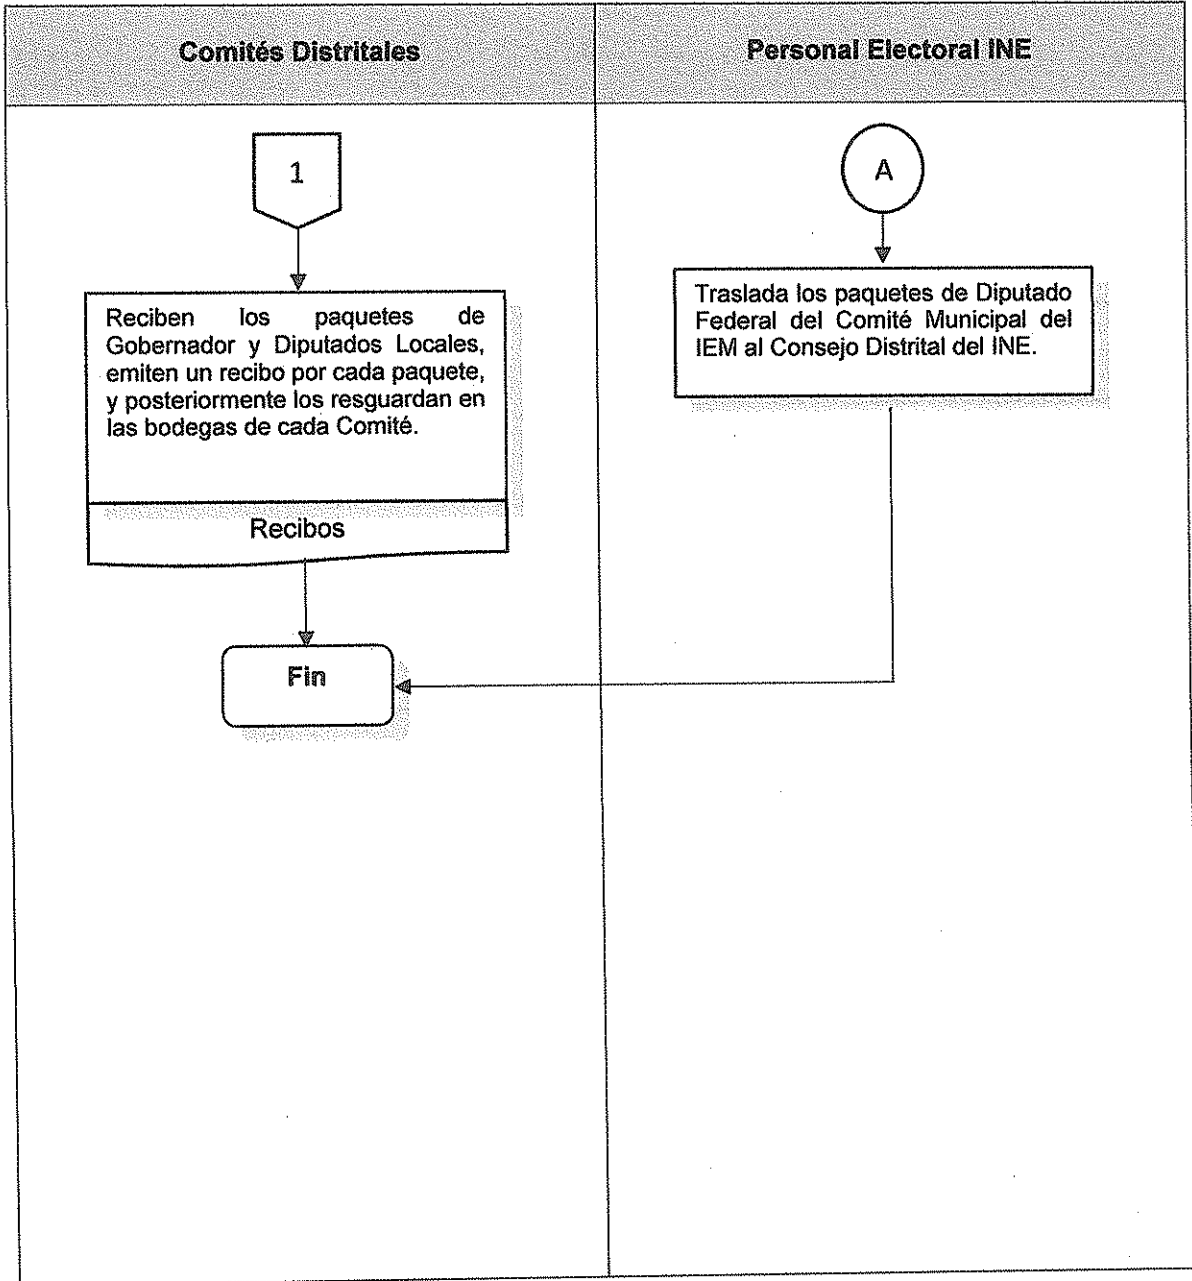 Comités Distritales
Personal Electoral INE
1
Reciben los paquetes de
Gobernador y Diputados Locales,
emiten un recibo por cada paquete,
y posteriormente los resguardan en
las bodegas de cada Comité.
Recibos
Fin
A
Traslada los paquetes de Diputado
Federal del Comité Municipal del
IEM al Consejo Distrital del INE.